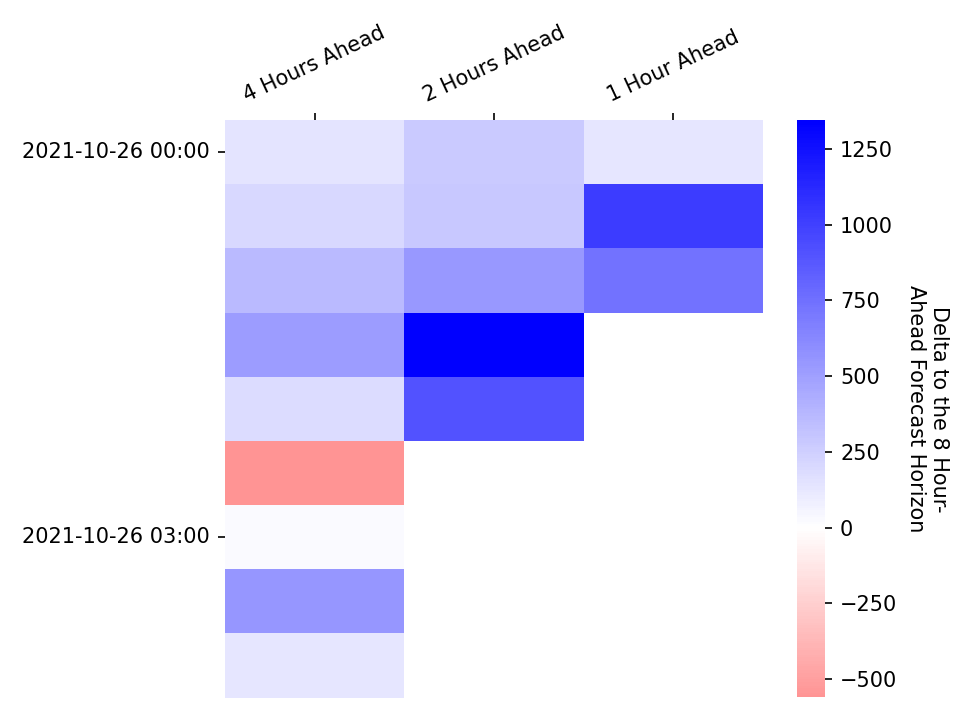 4 Hours Ahead
2 Hours Ahead
1 Hour Ahead
2021-10-26 00:00
2021-10-26 03:00
1250
1000
750
500
250
0
−250
−500
Delta to the 8 Hour-
Ahead Forecast Horizon